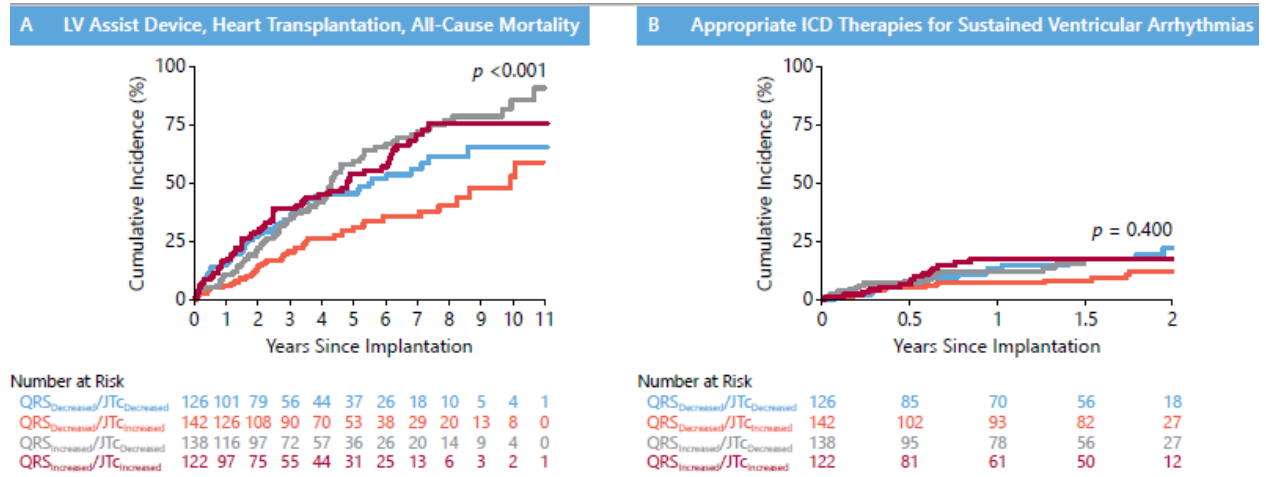 A LV Assist Device, Heart Transplantation, All-Cause Mortality
Cumulative Incidence (%)
100
75
50
25
0
p <0.001
0 1 2 3 4 5 6 7 8 9 10 11
Years Since Implantation
Number at Risk
QRSDecreased/JTcDecreased 126 101 79 56 44 37 26 18 10 5 4 1
QRSDecreased/JTcIncreased 142 126 108 90 70 53 38 29 20 13 8 0
QRSIncreased/JTcDecreased 138 116 97 72 57 36 26 20 14 9 4 0
QRSIncreased/JTcIncreased 122 97 75 55 44 31 25 13 6 3 2 1
B Appropriate ICD Therapies for Sustained Ventricular Arrhythmias
Cumulative Incidence (%)
100
75
50
25
0
p = 0.400
0 0.5 1 1.5 2
Years Since Implantation
Number at Risk
QRSDecreased/JTcDecreased 126 85 70 56 18
QRSDecreased/JTcIncreased 142 102 93 82 27
QRSIncreased/JTcDecreased 138 95 78 56 27
QRSIncreased/JTcIncreased 122 81 61 50 12